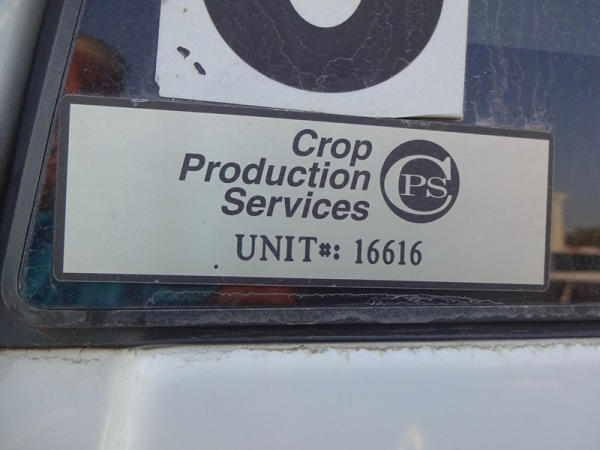 Crop
Production
Services
CPS
UNIT#: 16616